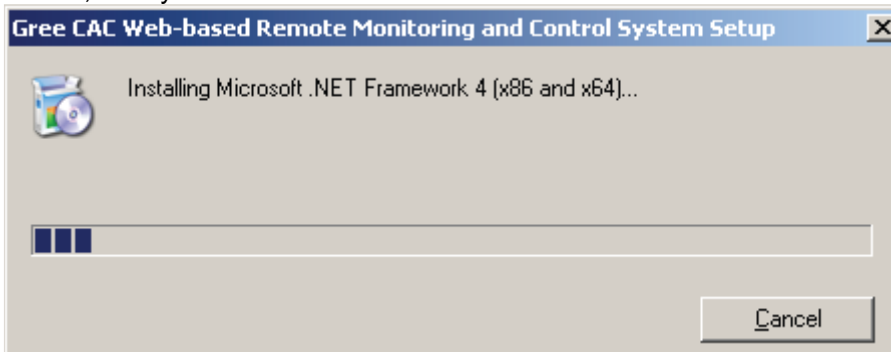 Gree CAC Web-based Remote Monitoring and Control System Setup
Installing Microsoft .NET Framework 4 (x86 and x64)...
Cancel